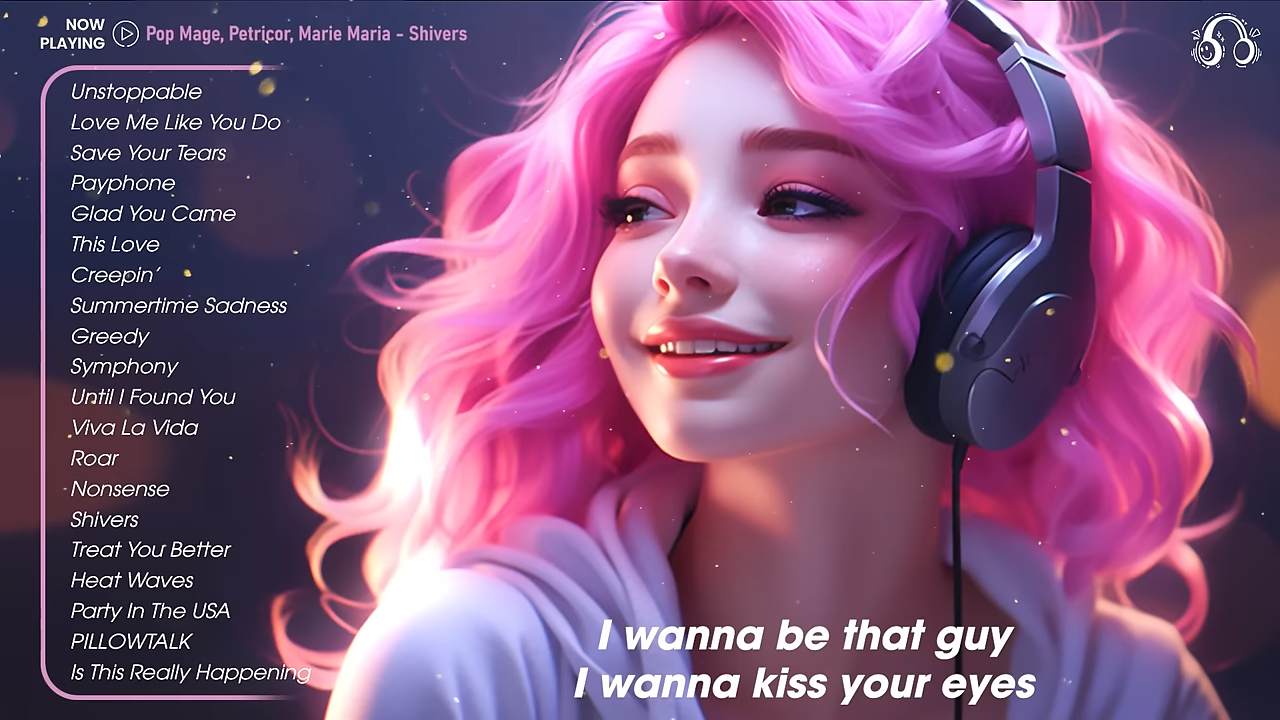 NOW
PLAYING
Pop Mage, Petricor, Marie Maria - Shivers
Unstoppable
Love Me Like You Do
Save Your Tears
Payphone
Glad You Came
This Love
Creepin'
Summertime Sadness
Greedy
Symphony
Until I Found You
Viva La Vida
Roar
Nonsense
Shivers
Treat You Better
Heat Waves
Party In The USA
PILLOWTALK
Is This Really Happening
I wanna be that guy
I wanna kiss your eyes